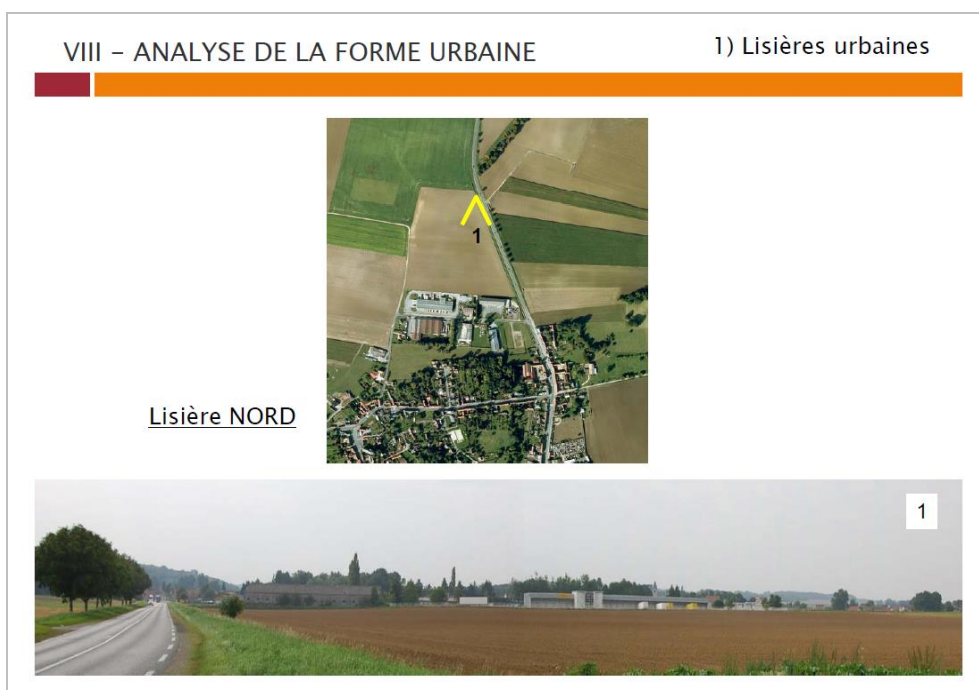 VIII – ANALYSE DE LA FORME URBAINE
1) Lisières urbaines
1
Lisière NORD
1